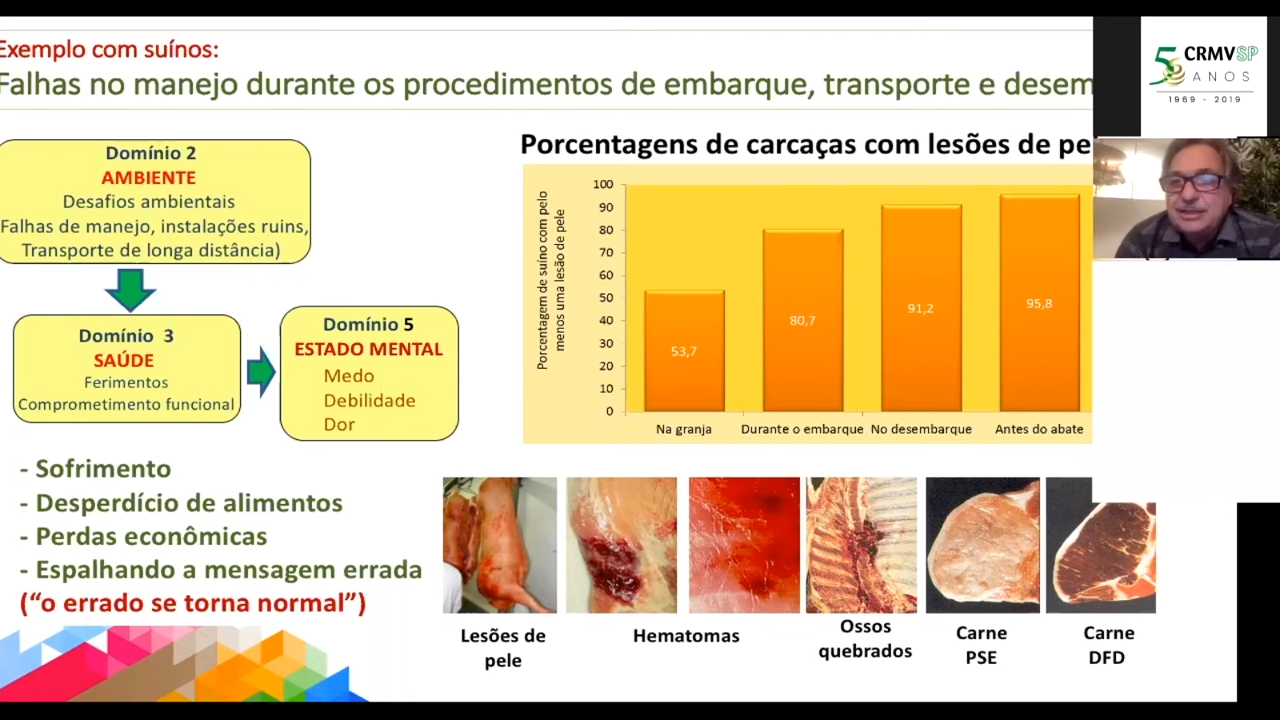 Exemplo com suínos:
Falhas no manejo durante os procedimentos de embarque, transporte e desem
CRMVSP
ANOS
1969 - 2019
Domínio 2
AMBIENTE
Desafios ambientais
Falhas de manejo, instalações ruins,
Transporte de longa distância)
Domínio 3
SAÚDE
Ferimentos
Comprometimento funcional
Domínio 5
ESTADO MENTAL
Medo
Debilidade
Dor
Porcentagens de carcaças com lesões de pe
Porcentagem de suíno com pelo
menos uma lesão de pele
100
90
80
70
60
50
40
30
20
10
0
53,7
80,7
91,2
95,8
Na granja
Durante o embarque
No desembarque
Antes do abate
- Sofrimento
- Desperdício de alimentos
- Perdas econômicas
- Espalhando a mensagem errada
(“o errado se torna normal”)
Lesões de
pele
Hematomas
Ossos
quebrados
Carne
PSE
Carne
DFD